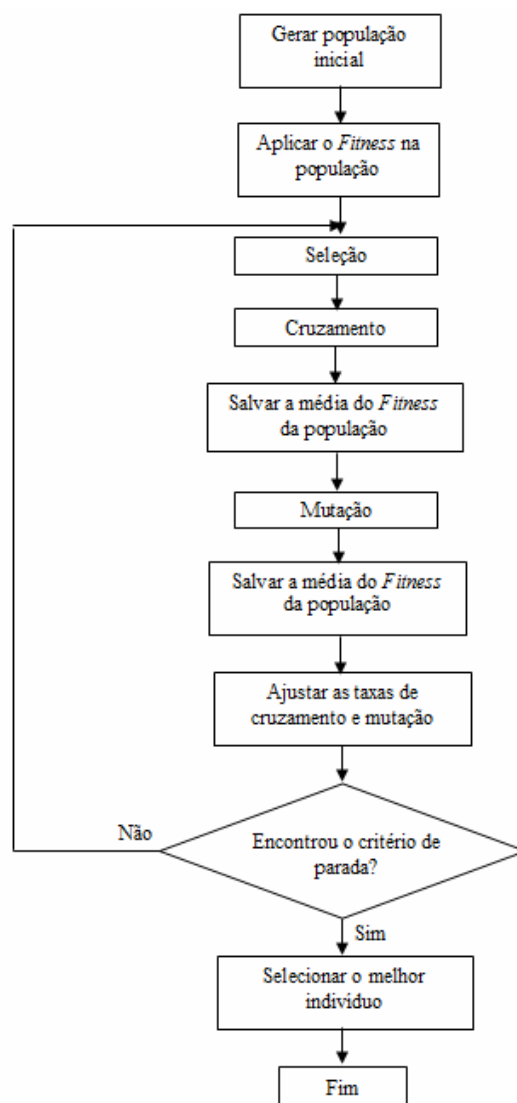 Gerar população
inicial
Aplicar o Fitness na
população
Seleção
Cruzamento
Salvar a média do Fitness
da população
Mutação
Salvar a média do Fitness
da população
Ajustar as taxas de
cruzamento e mutação
Não
Encontrou o critério de
parada?
Sim
Selecionar o melhor
individuo
Fim